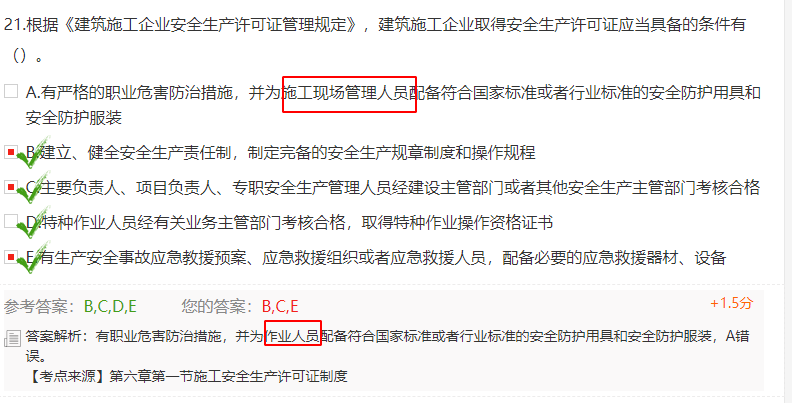 21.根据《建筑施工企业安全生产许可证管理规定》，建筑施工企业取得安全生产许可证应当具备的条件有
（）。
A.有严格的职业危害防治措施，并为施工现场管理人员配备符合国家标准或者行业标准的安全防护用具和
安全防护服装
B.建立、健全安全生产责任制，制定完备的安全生产规章制度和操作规程
C.主要负责人、项目负责人、专职安全生产管理人员经建设主管部门或者其他安全生产主管部门考核合格
D.特种作业人员经有关业务主管部门考核合格，取得特种作业操作资格证书
E.有生产安全事故应急教援预案、应急救援组织或者应急救援人员，配备必要的应急救援器材、设备
参考答案：B,C,D,E 您的答案：B,C,E +1.5分
答案解析：有职业危害防治措施，并为作业人员配备符合国家标准或者行业标准的安全防护用具和安全防护服装，A错
误。
【考点来源】第六章第一节施工安全生产许可证制度